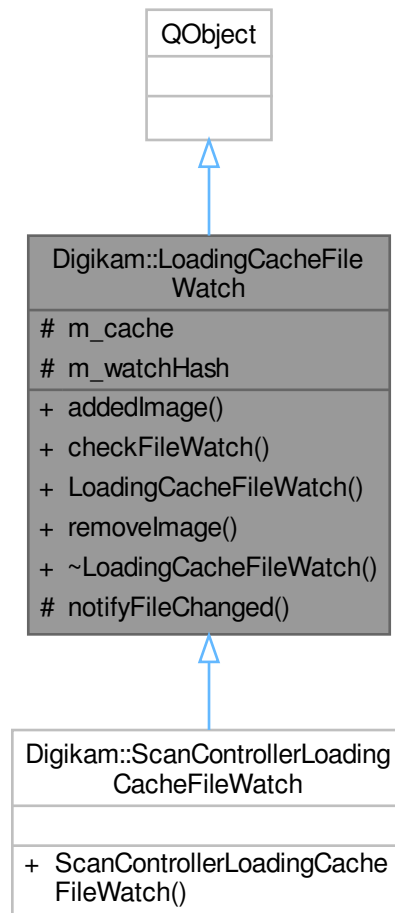 QObject
Digikam::LoadingCacheFile
Watch
# m_cache
# m_watchHash
+ addedImage()
+ checkFileWatch()
+ LoadingCacheFileWatch()
+ removeImage()
+ ~LoadingCacheFileWatch()
# notifyFileChanged()
Digikam::ScanControllerLoading
CacheFileWatch
+ ScanControllerLoadingCache
FileWatch()